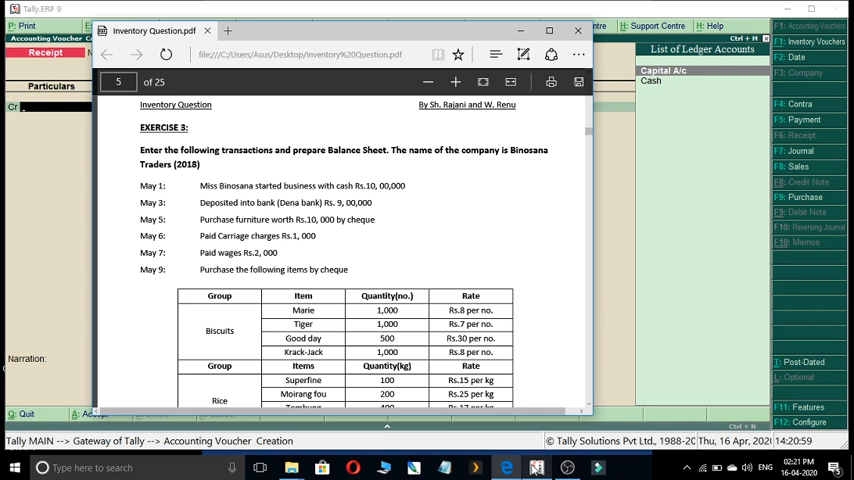 Tally.ERP 9
P: Print
H: Support Centre
H: Help
Accounting Voucher
Ctrl + M
Receipt
Particulars
Cr
Narration:
Q: Quit
Inventory Question.pdf
file:///C:/Users/Asus/Desktop/Inventory%20Question.pdf
5 of 25
Inventory Question
By Sh. Rajani and W. Renu
EXERCISE 3:
Enter the following transactions and prepare Balance Sheet. The name of the company is Binosana
Traders (2018)
May 1: Miss Binosana started business with cash Rs.10, 00,000
May 3: Deposited into bank (Dena bank) Rs. 9, 00,000
May 5: Purchase furniture worth Rs.10, 000 by cheque
May 6: Paid Carriage charges Rs.1, 000
May 7: Paid wages Rs.2, 000
May 9: Purchase the following items by cheque
Group Item Quantity(no.) Rate
Biscuits
Marie 1,000 Rs.8 per no.
Tiger 1,000 Rs.7 per no.
Good day 500 Rs.30 per no.
Krack-Jack 1,000 Rs.8 per no.
Group Items Quantity(kg) Rate
Rice
Superfine 100 Rs.15 per kg
Moirang fou 200 Rs.25 per kg
List of Ledger Accounts
Capital A/c
Cash
F1: Accounting Vouchers
F1: Inventory Vouchers
F2: Date
F3: Company
F4: Contra
F5: Payment
F6: Receipt
F7: Journal
F8: Sales
F8: Credit Note
F9: Purchase
F9: Debit Note
F10: Reversing Journal
F10: Memos
T: Post-Dated
L: Optional
F11: Features
F12: Configure
Ctrl + N
Tally MAIN --> Gateway of Tally --> Accounting Voucher Creation
© Tally Solutions Pvt Ltd., 1988-20
Thu, 16 Apr, 2020
14:20:59
Type here to search
ENG
02:21 PM
16-04-2020